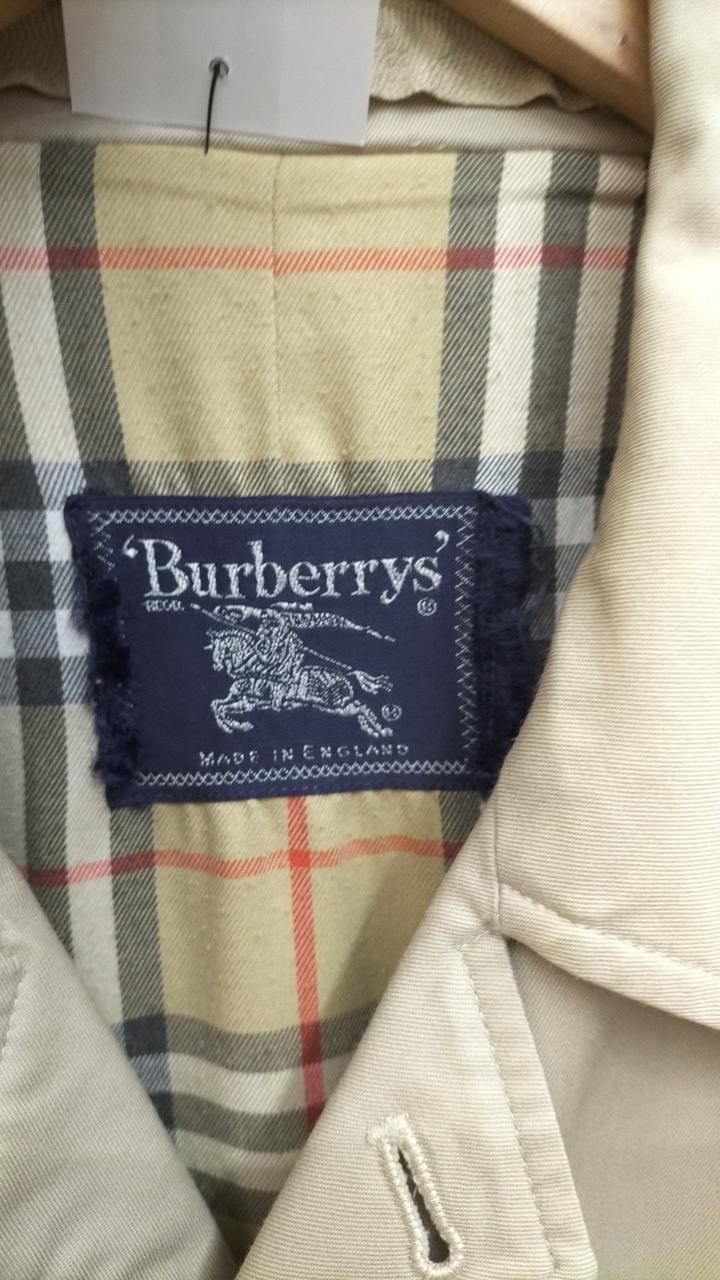 'Burberrys'
REGD. ®
®
MADE IN ENGLAND